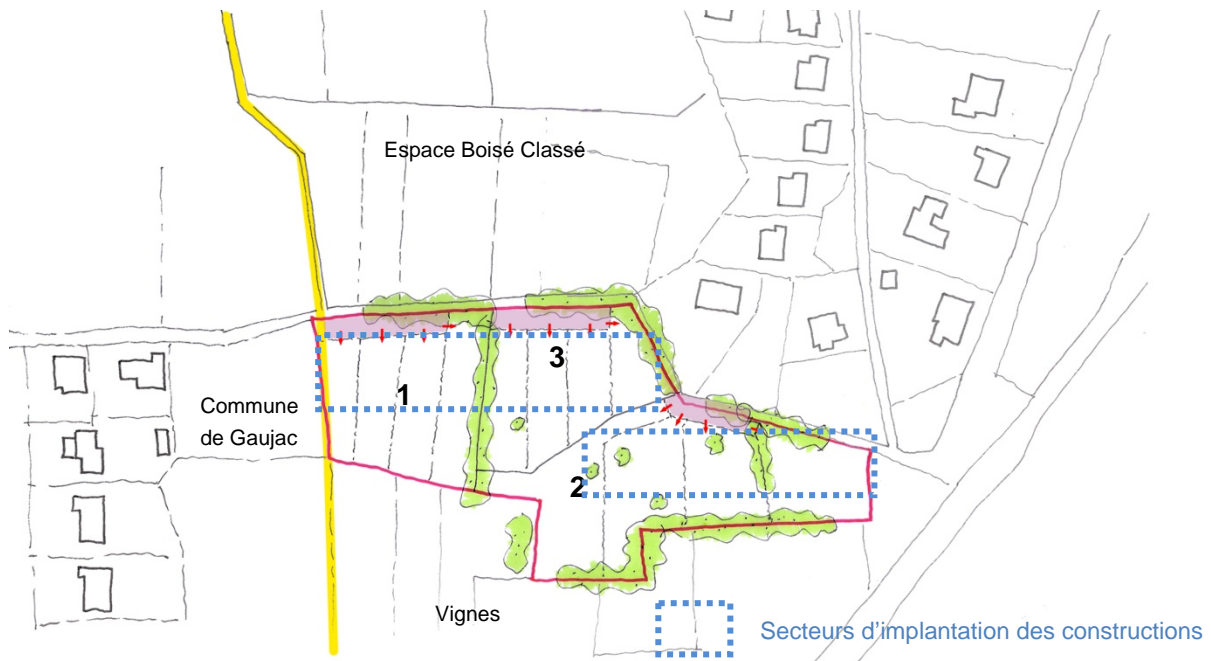 Espace Boisé Classé
3
1
Commune
de Gaujac
2
Vignes
Secteurs d'implantation des constructions